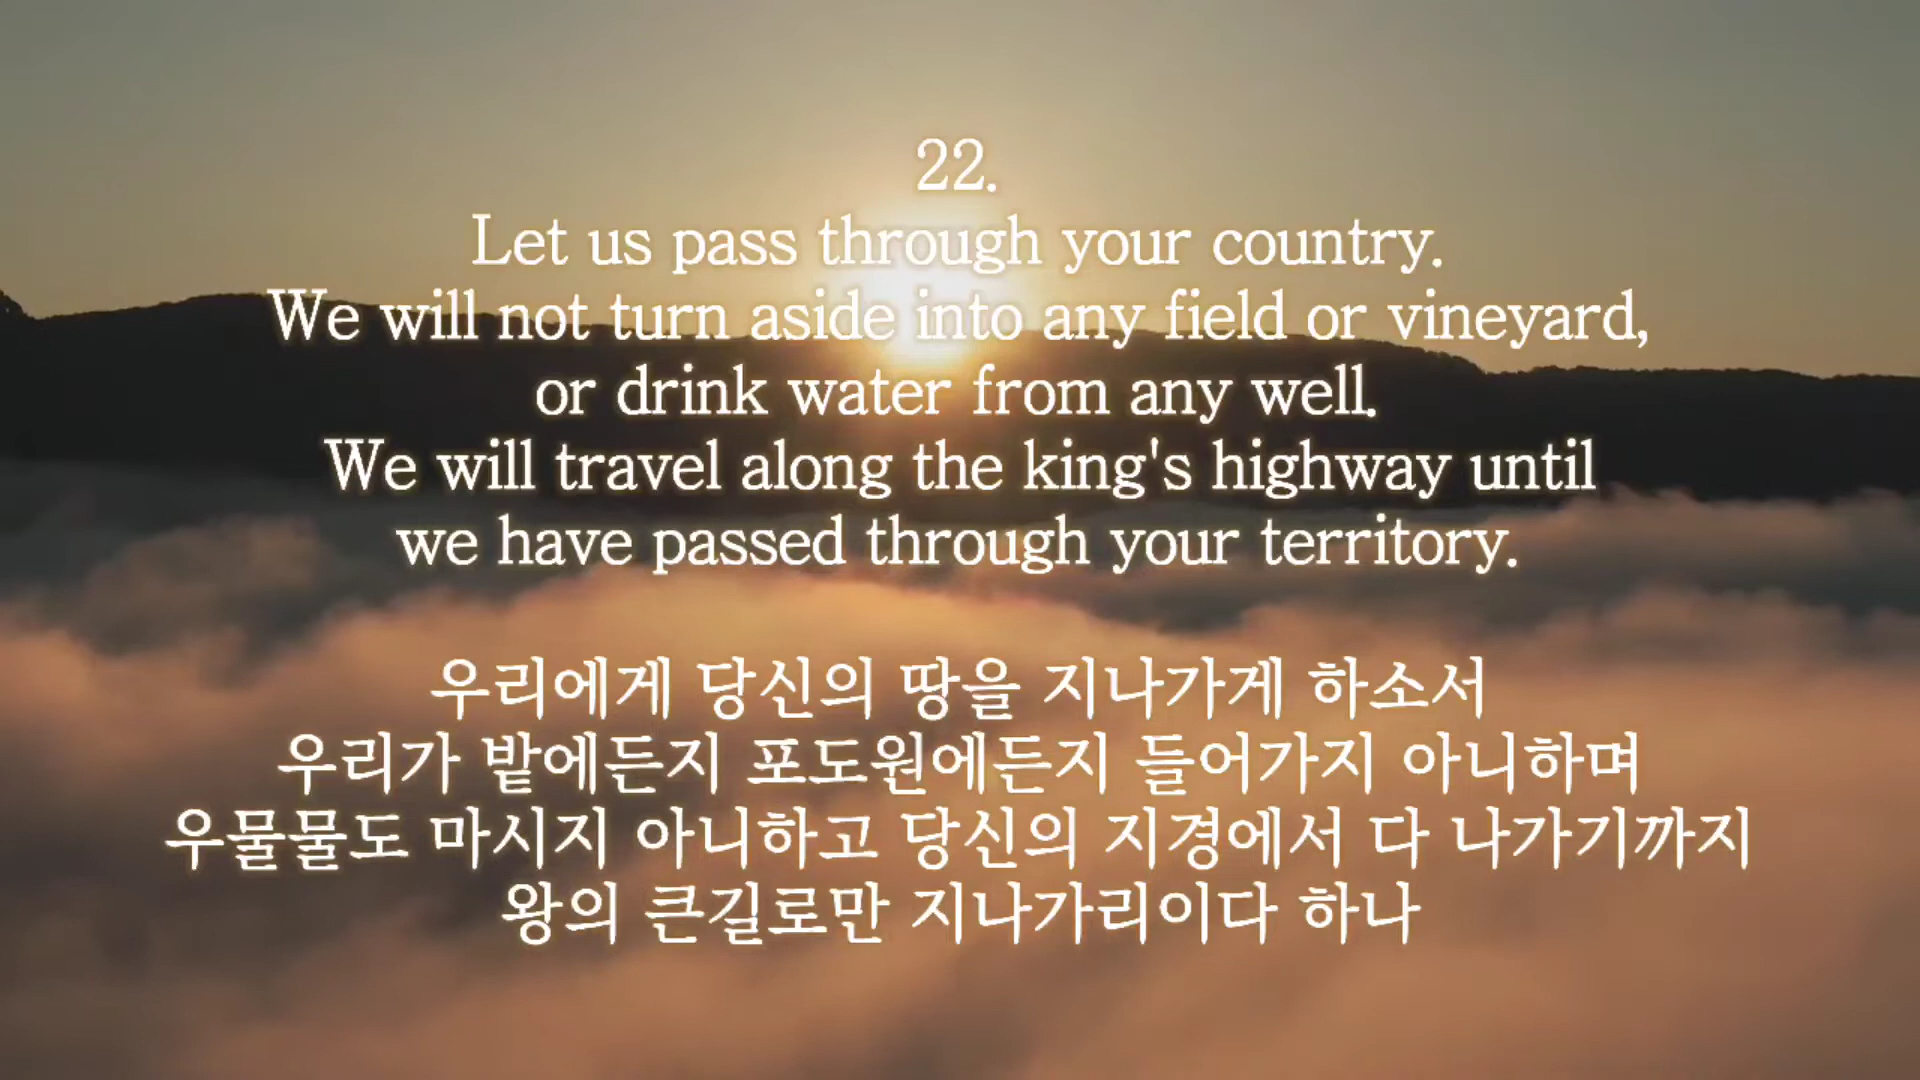 22.
Let us pass through your country.
We will not turn aside into any field or vineyard,
or drink water from any well.
We will travel along the king's highway until
we have passed through your territory.
우리에게 당신의 땅을 지나가게 하소서
우리가 밭에든지 포도원에든지 들어가지 아니하며
우물물도 마시지 아니하고 당신의 지경에서 다 나가기까지
왕의 큰길로만 지나가리이다 하나